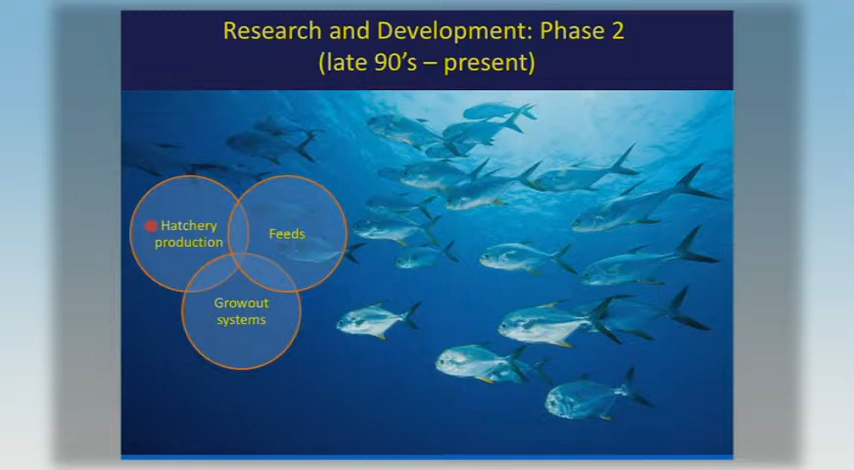 Research and Development: Phase 2
(late 90's – present)
Hatchery
production
Feeds
Growout
systems